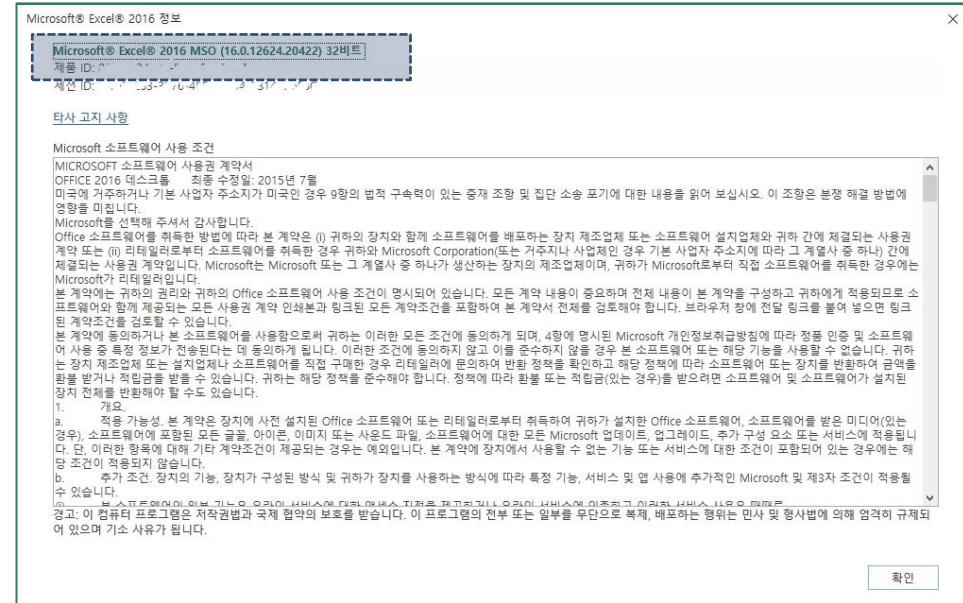 Microsoft® Excel® 2016 정보
Microsoft® Excel® 2016 MSO (16.0.12624.20422) 32비트
제품 ID:
세션 ID:
타사 고지 사항
Microsoft 소프트웨어 사용 조건
MICROSOFT 소프트웨어 사용권 계약서
OFFICE 2016 데스크톱 최종 수정일: 2015년 7월
미국에 거주하거나 기본 사업자 주소지가 미국인 경우 9항의 법적 구속력이 있는 중재 조항 및 집단 소송 포기에 대한 내용을 읽어 보십시오. 이 조항은 분쟁 해결 방법에
영향을 미칩니다.
Microsoft를 선택해 주셔서 감사합니다.
Office 소프트웨어를 취득한 방법에 따라 본 계약은 (i) 귀하의 장치와 함께 소프트웨어를 배포하는 장치 제조업체 또는 소프트웨어 설치업체와 귀하 간에 체결되는 사용권
계약 또는 (ii) 리테일러로부터 소프트웨어를 취득한 경우 귀하와 Microsoft Corporation(또는 거주지나 사업체인 경우 기본 사업자 주소지에 따라 그 계열사 중 하나) 간에
체결되는 사용권 계약입니다. Microsoft는 Microsoft 또는 그 계열사 중 하나가 생산하는 장치의 제조업체이며, 귀하가 Microsoft로부터 직접 소프트웨어를 취득한 경우에는
Microsoft가 리테일러입니다.
본 계약에는 귀하의 권리와 귀하의 Office 소프트웨어 사용 조건이 명시되어 있습니다. 모든 계약 내용이 중요하며 전체 내용이 본 계약을 구성하고 귀하에게 적용되므로 소
프트웨어와 함께 제공되는 모든 사용권 계약 인쇄본과 링크된 모든 계약조건을 포함하여 본 계약서 전체를 검토해야 합니다. 브라우저 창에 전달 링크를 붙여 넣으면 링크
된 계약조건을 검토할 수 있습니다.
본 계약에 동의하거나 본 소프트웨어를 사용함으로써 귀하는 이러한 모든 조건에 동의하게 되며, 4항에 명시된 Microsoft 개인정보취급방침에 따라 정품 인증 및 소프트웨
어 사용 중 특정 정보가 전송된다는 데 동의하게 됩니다. 이러한 조건에 동의하지 않고 이를 준수하지 않을 경우 본 소프트웨어 또는 해당 기능을 사용할 수 없습니다. 귀하
는 장치 제조업체 또는 설치업체나 소프트웨어를 직접 구매한 경우 리테일러에 문의하여 반환 정책을 확인하고 해당 정책에 따라 소프트웨어 또는 장치를 반환하여 금액을
환불 받거나 적립금을 받을 수 있습니다. 귀하는 해당 정책을 준수해야 합니다. 정책에 따라 환불 또는 적립금(있는 경우)을 받으려면 소프트웨어 및 소프트웨어가 설치된
장치 전체를 반환해야 할 수도 있습니다.
1. 개요.
a. 적용 가능성. 본 계약은 장치에 사전 설치된 Office 소프트웨어 또는 리테일러로부터 취득하여 귀하가 설치한 Office 소프트웨어, 소프트웨어를 받은 미디어(있는
경우), 소프트웨어에 포함된 모든 글꼴, 아이콘, 이미지 또는 사운드 파일, 소프트웨어에 대한 모든 Microsoft 업데이트, 업그레이드, 추가 구성 요소 또는 서비스에 적용됩니
다. 단, 이러한 항목에 대해 기타 계약조건이 제공되는 경우는 예외입니다. 본 계약에 장치에서 사용할 수 없는 기능 또는 서비스에 대한 조건이 포함되어 있는 경우에는 해
당 조건이 적용되지 않습니다.
b. 추가 조건. 장치의 기능, 장치가 구성된 방식 및 귀하가 장치를 사용하는 방식에 따라 특정 기능, 서비스 및 앱 사용에 추가적인 Microsoft 및 제3자 조건이 적용될
수 있습니다.
경고: 이 컴퓨터 프로그램은 저작권법과 국제 협약의 보호를 받습니다. 이 프로그램의 전부 또는 일부를 무단으로 복제, 배포하는 행위는 민사 및 형사법에 의해 엄격히 규제되
어 있으며 기소 사유가 됩니다.
확인